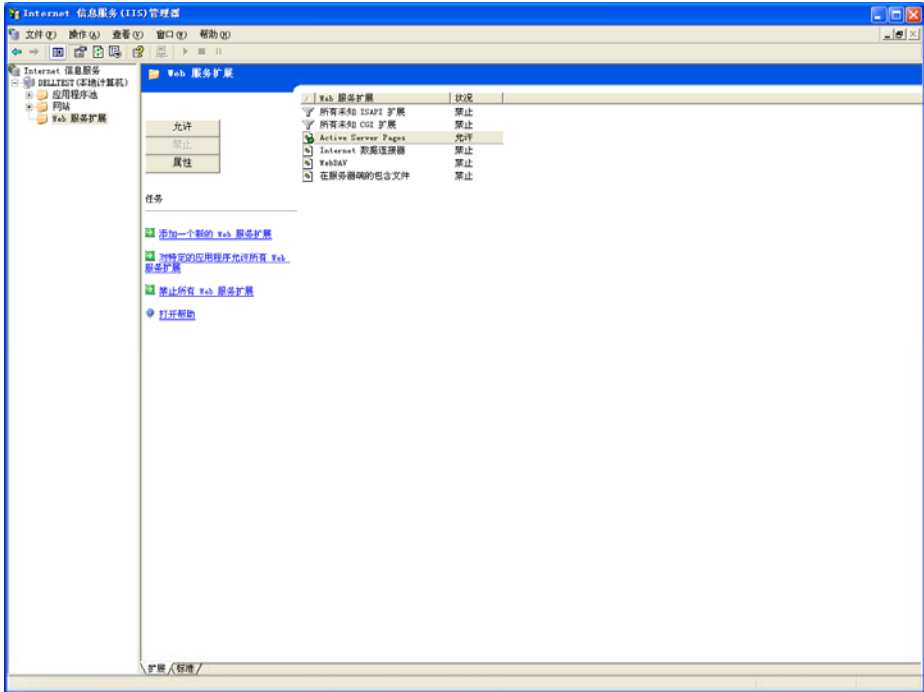 Internet 信息服务(IIS)管理器
文件(F) 操作(A) 查看(V) 窗口(W) 帮助(H)
Internet 信息服务
DELLTEST(本地计算机)
应用程序池
网站
Web 服务扩展
Web 服务扩展
允许
禁止
属性
任务
添加一个新的 Web 服务扩展
对特定的应用程序允许所有 Web
服务扩展
禁止所有 Web 服务扩展
打开帮助
Web 服务扩展 状况
所有未知 ISAPI 扩展 禁止
所有未知 CGI 扩展 禁止
Active Server Pages 允许
Internet 数据连接器 禁止
WebDAV 禁止
在服务器端的包含文件 禁止
扩展 标准